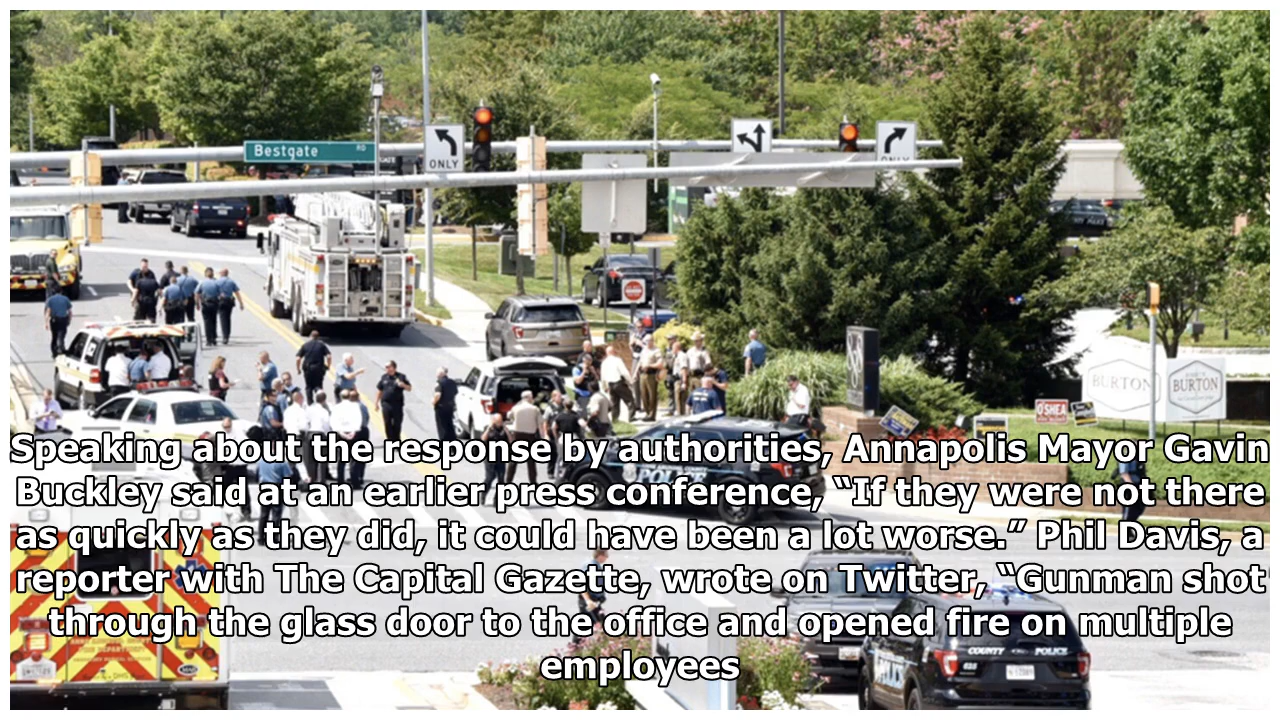 Bestgate RD
ONLY
ONLY
BURTON
BURTON
O'SHEA
POLICE
Speaking about the response by authorities, Annapolis Mayor Gavin
Buckley said at an earlier press conference, “If they were not there
as quickly as they did, it could have been a lot worse.” Phil Davis, a
reporter with The Capital Gazette, wrote on Twitter, “Gunman shot
through the glass door to the office and opened fire on multiple
employees
COUNTY POLICE